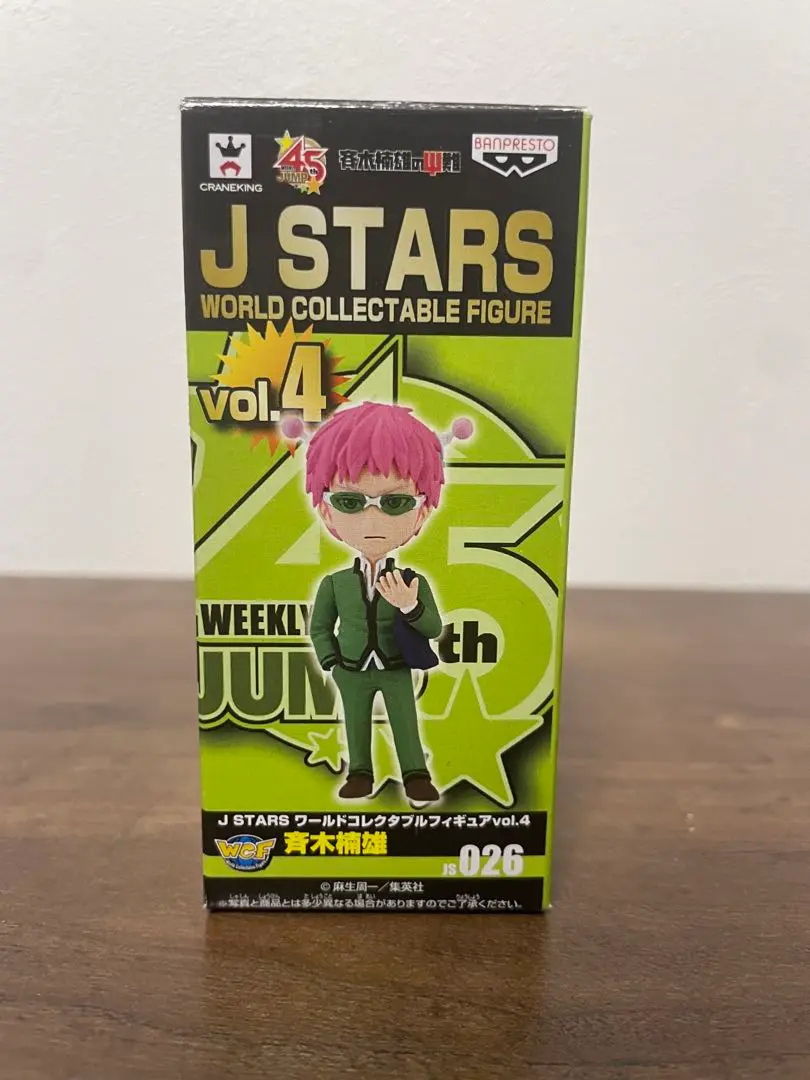 CRANEKING
45th
JUMP
斉木楠雄のΨ難
BANPRESTO
J STARS
WORLD COLLECTABLE FIGURE
vol.4
WEEKLY
JUM
th
J STARS ワールドコレクタブルフィギュアvol.4
WCF
斉木楠雄
JS 026
© 麻生周一／集英社
※写真と商品とは多少異なる場合がありますのでご了承ください。